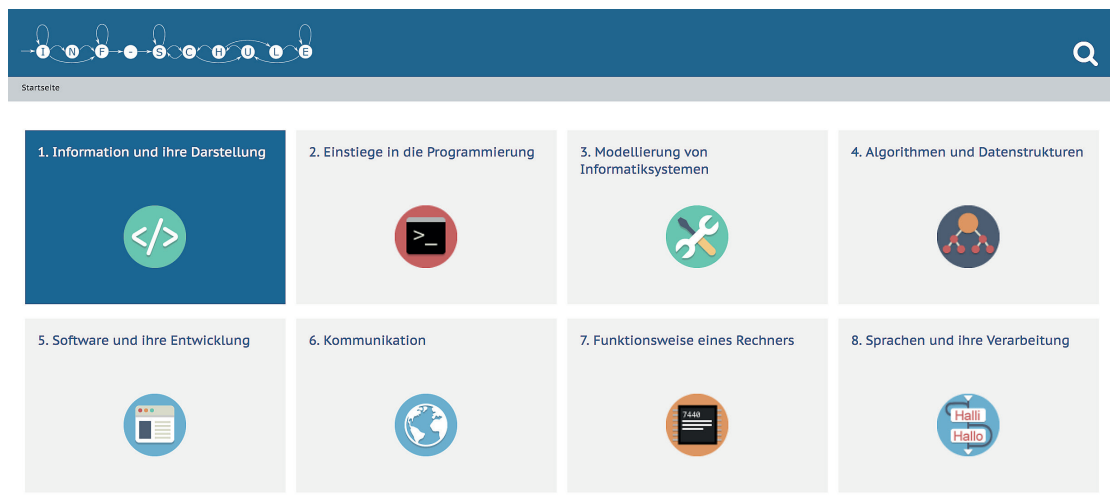 I N F - S C H U L E
Startseite
1. Information und ihre Darstellung
2. Einstiege in die Programmierung
3. Modellierung von
Informatiksystemen
4. Algorithmen und Datenstrukturen
</>
>_
5. Software und ihre Entwicklung
6. Kommunikation
7. Funktionsweise eines Rechners
8. Sprachen und ihre Verarbeitung
7440
Halli
Hallo